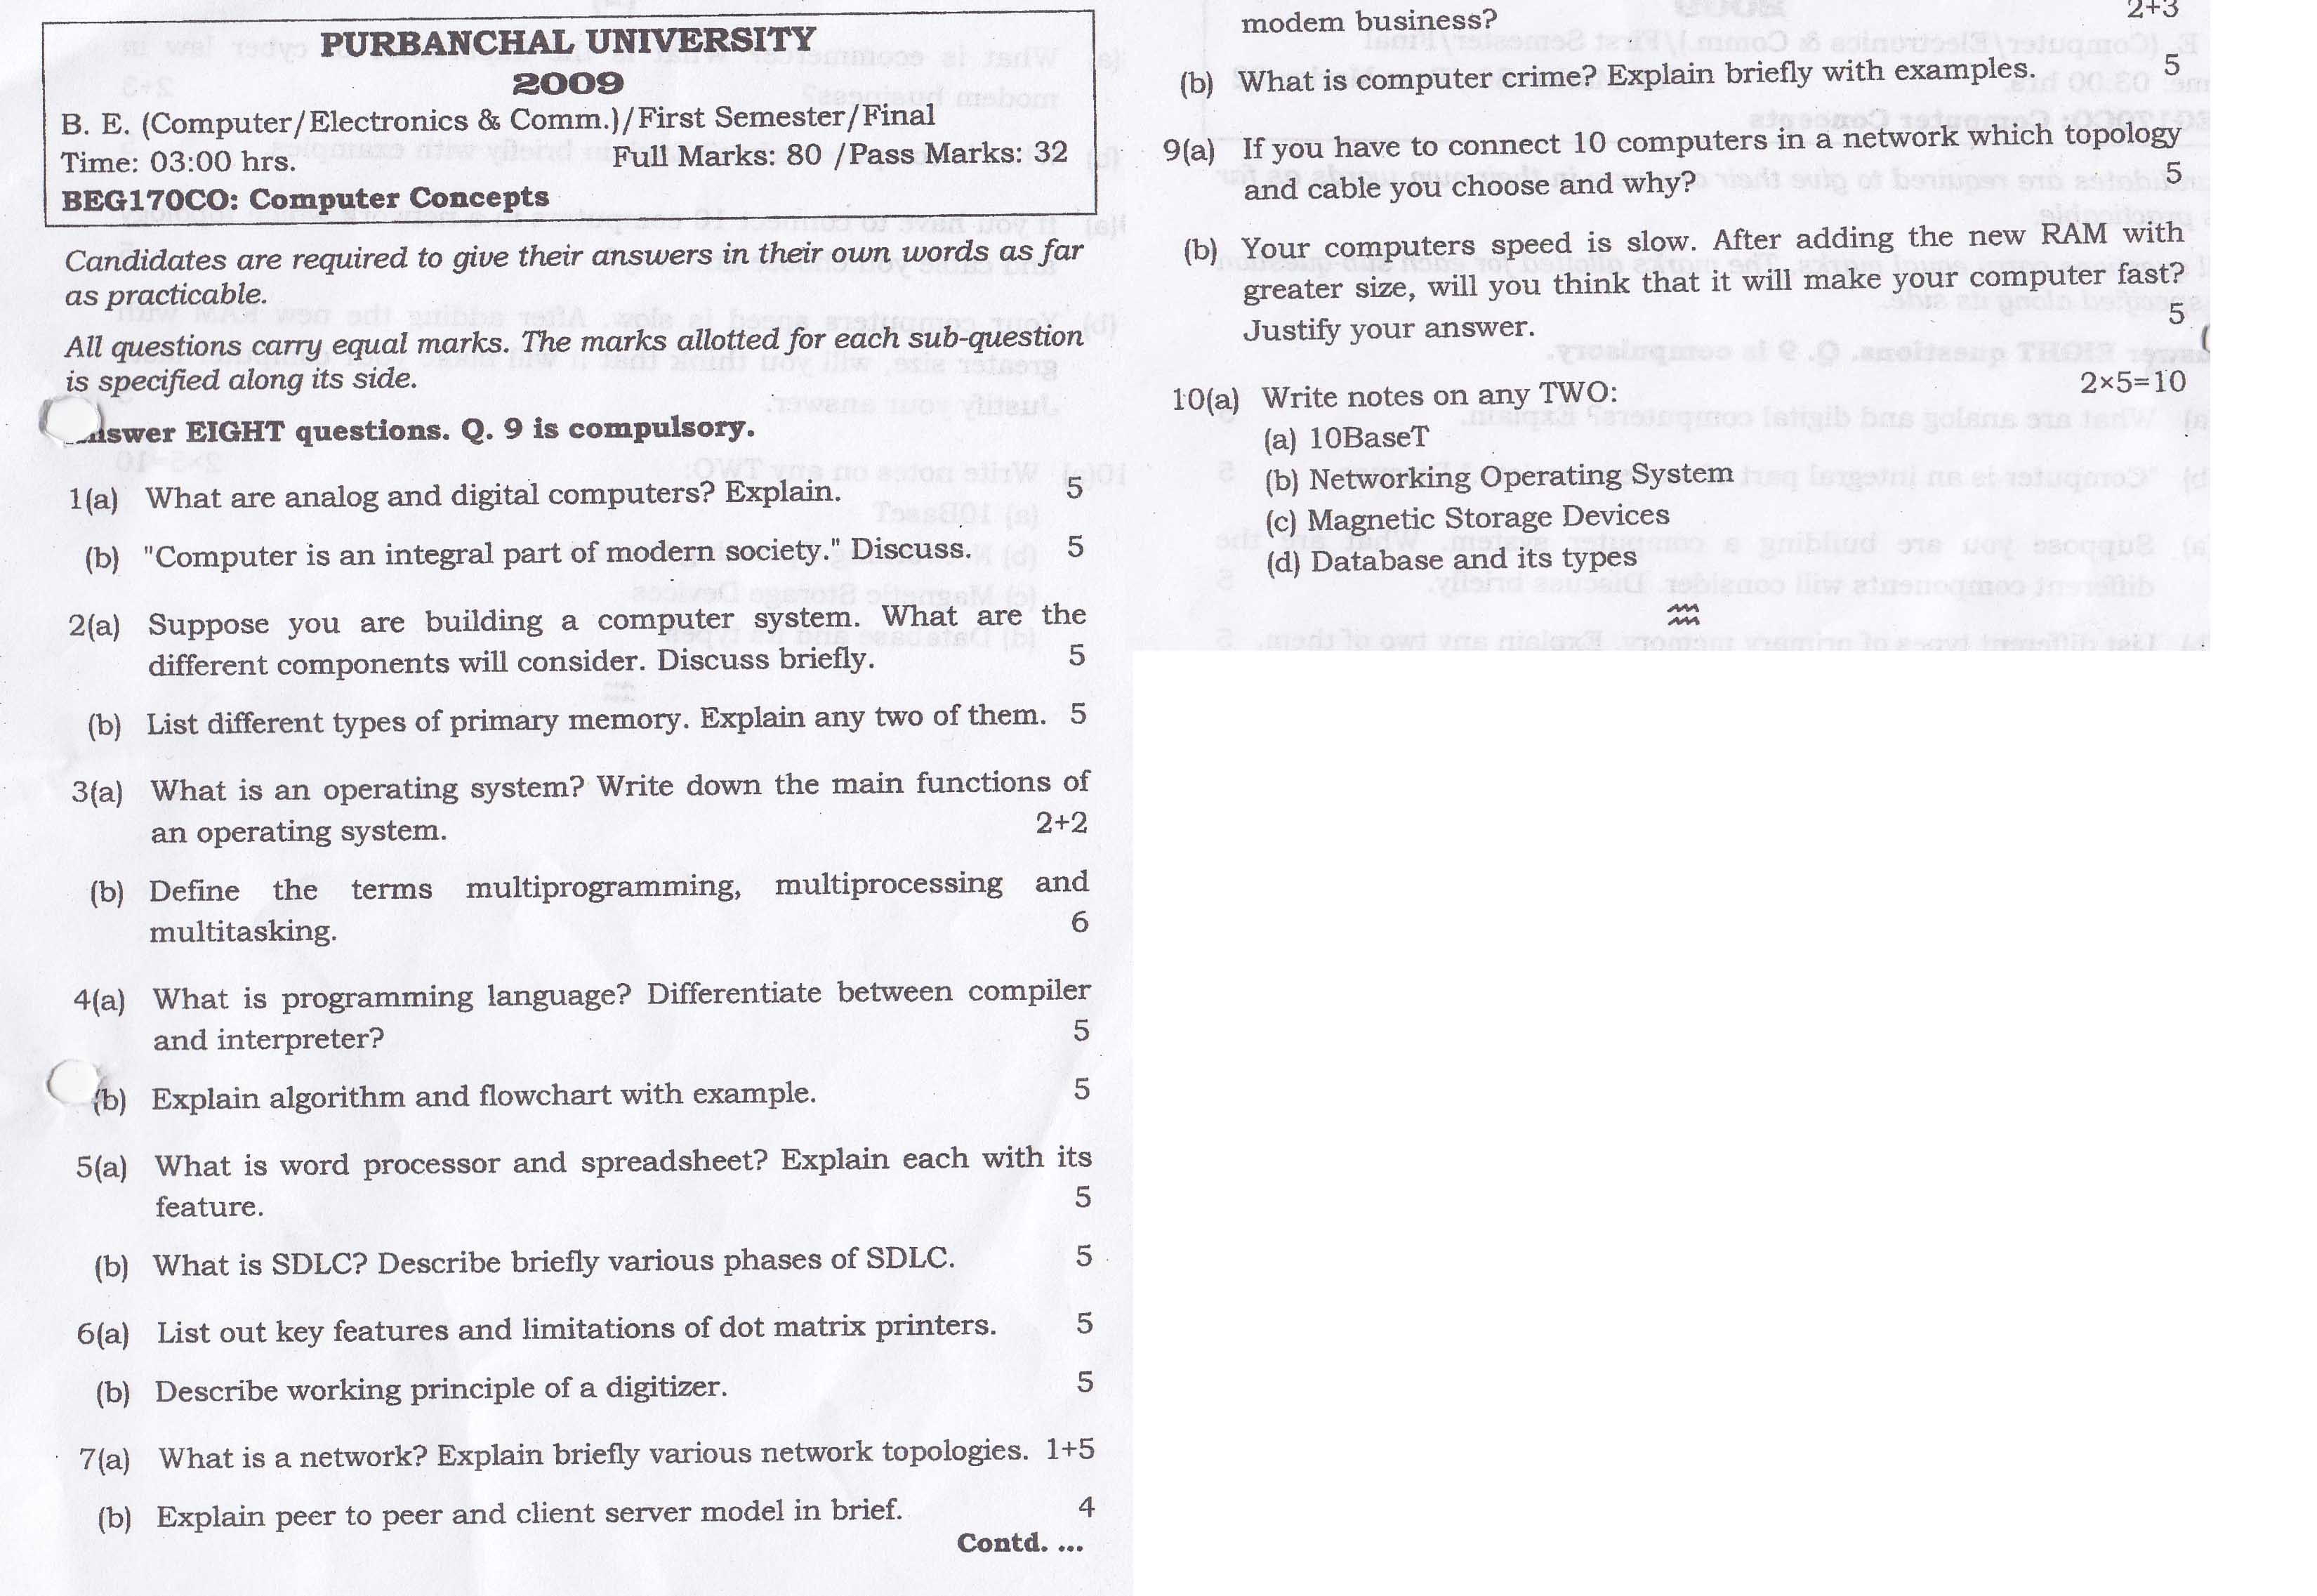 PURBANCHAL UNIVERSITY
2009
B. E. (Computer/Electronics & Comm.)/First Semester/Final
Time: 03:00 hrs. Full Marks: 80 /Pass Marks: 32
BEG170CO: Computer Concepts
Candidates are required to give their answers in their own words as far
as practicable.
All questions carry equal marks. The marks allotted for each sub-question
is specified along its side.
nswer EIGHT questions. Q. 9 is compulsory.
1(a) What are analog and digital computers? Explain. 5
(b) "Computer is an integral part of modern society." Discuss. 5
2(a) Suppose you are building a computer system. What are the
different components will consider. Discuss briefly. 5
(b) List different types of primary memory. Explain any two of them. 5
3(a) What is an operating system? Write down the main functions of
an operating system. 2+2
(b) Define the terms multiprogramming, multiprocessing and
multitasking. 6
4(a) What is programming language? Differentiate between compiler
and interpreter? 5
(b) Explain algorithm and flowchart with example. 5
5(a) What is word processor and spreadsheet? Explain each with its
feature. 5
(b) What is SDLC? Describe briefly various phases of SDLC. 5
6(a) List out key features and limitations of dot matrix printers. 5
(b) Describe working principle of a digitizer. 5
7(a) What is a network? Explain briefly various network topologies. 1+5
(b) Explain peer to peer and client server model in brief. 4
Contd. ...
modem business? 2+3
(b) What is computer crime? Explain briefly with examples. 5
9(a) If you have to connect 10 computers in a network which topology
and cable you choose and why? 5
(b) Your computers speed is slow. After adding the new RAM with
greater size, will you think that it will make your computer fast?
Justify your answer. 5
10(a) Write notes on any TWO: 2×5=10
(a) 10BaseT
(b) Networking Operating System
(c) Magnetic Storage Devices
(d) Database and its types